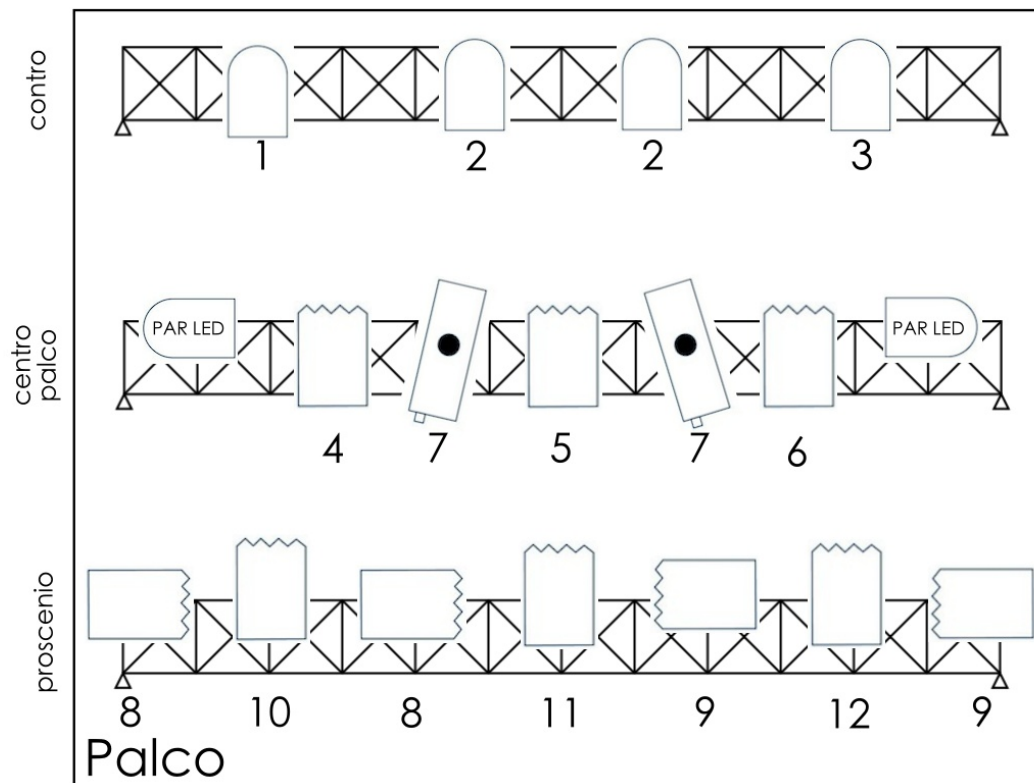 contro
1 2 2 3
centro
palco
PAR LED PAR LED
4 7 5 7 6
proscenio
8 10 8 11 9 12 9
Palco